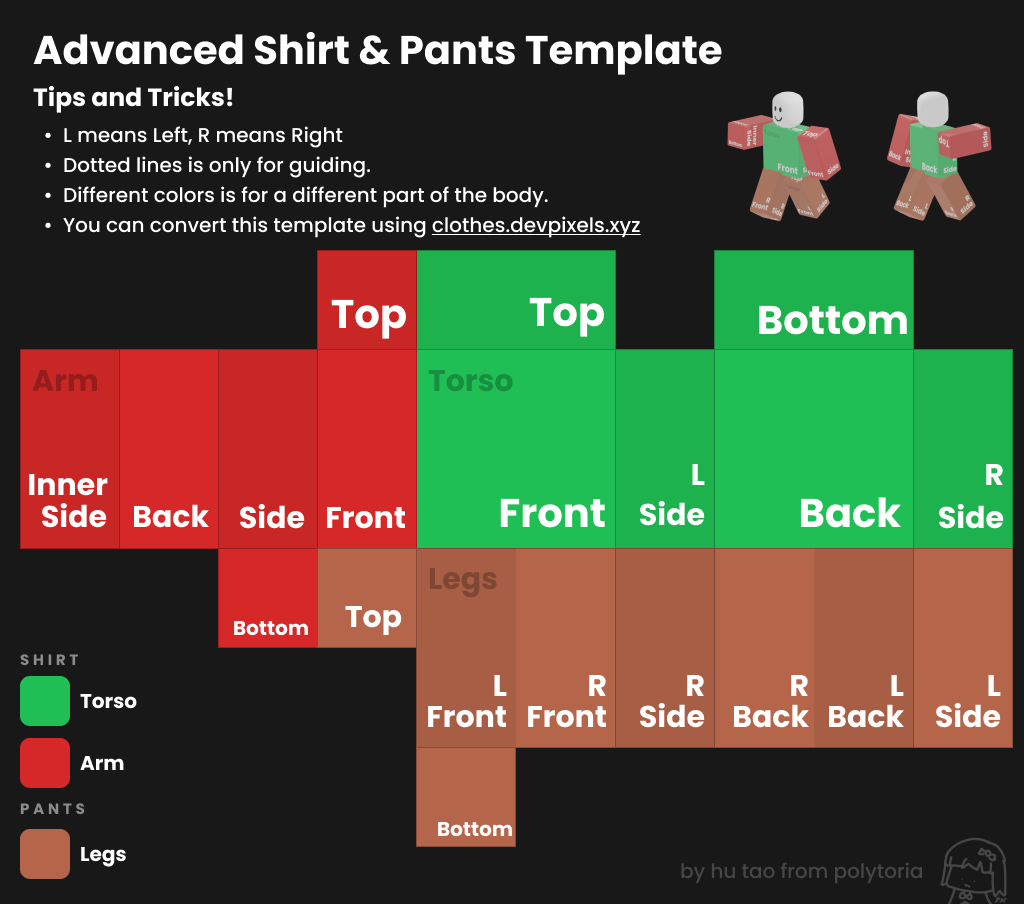 Advanced Shirt & Pants Template
Tips and Tricks!
• L means Left, R means Right
• Dotted lines is only for guiding.
• Different colors is for a different part of the body.
• You can convert this template using clothes.devpixels.xyz
Top
Top
Bottom
Arm
Torso
Inner
Side
Back
Side
Front
Front
L
Side
Back
R
Side
Bottom
Top
Legs
L
Front
R
Front
R
Side
R
Back
L
Back
L
Side
Bottom
SHIRT
Torso
Arm
PANTS
Legs
by hu tao from polytoria